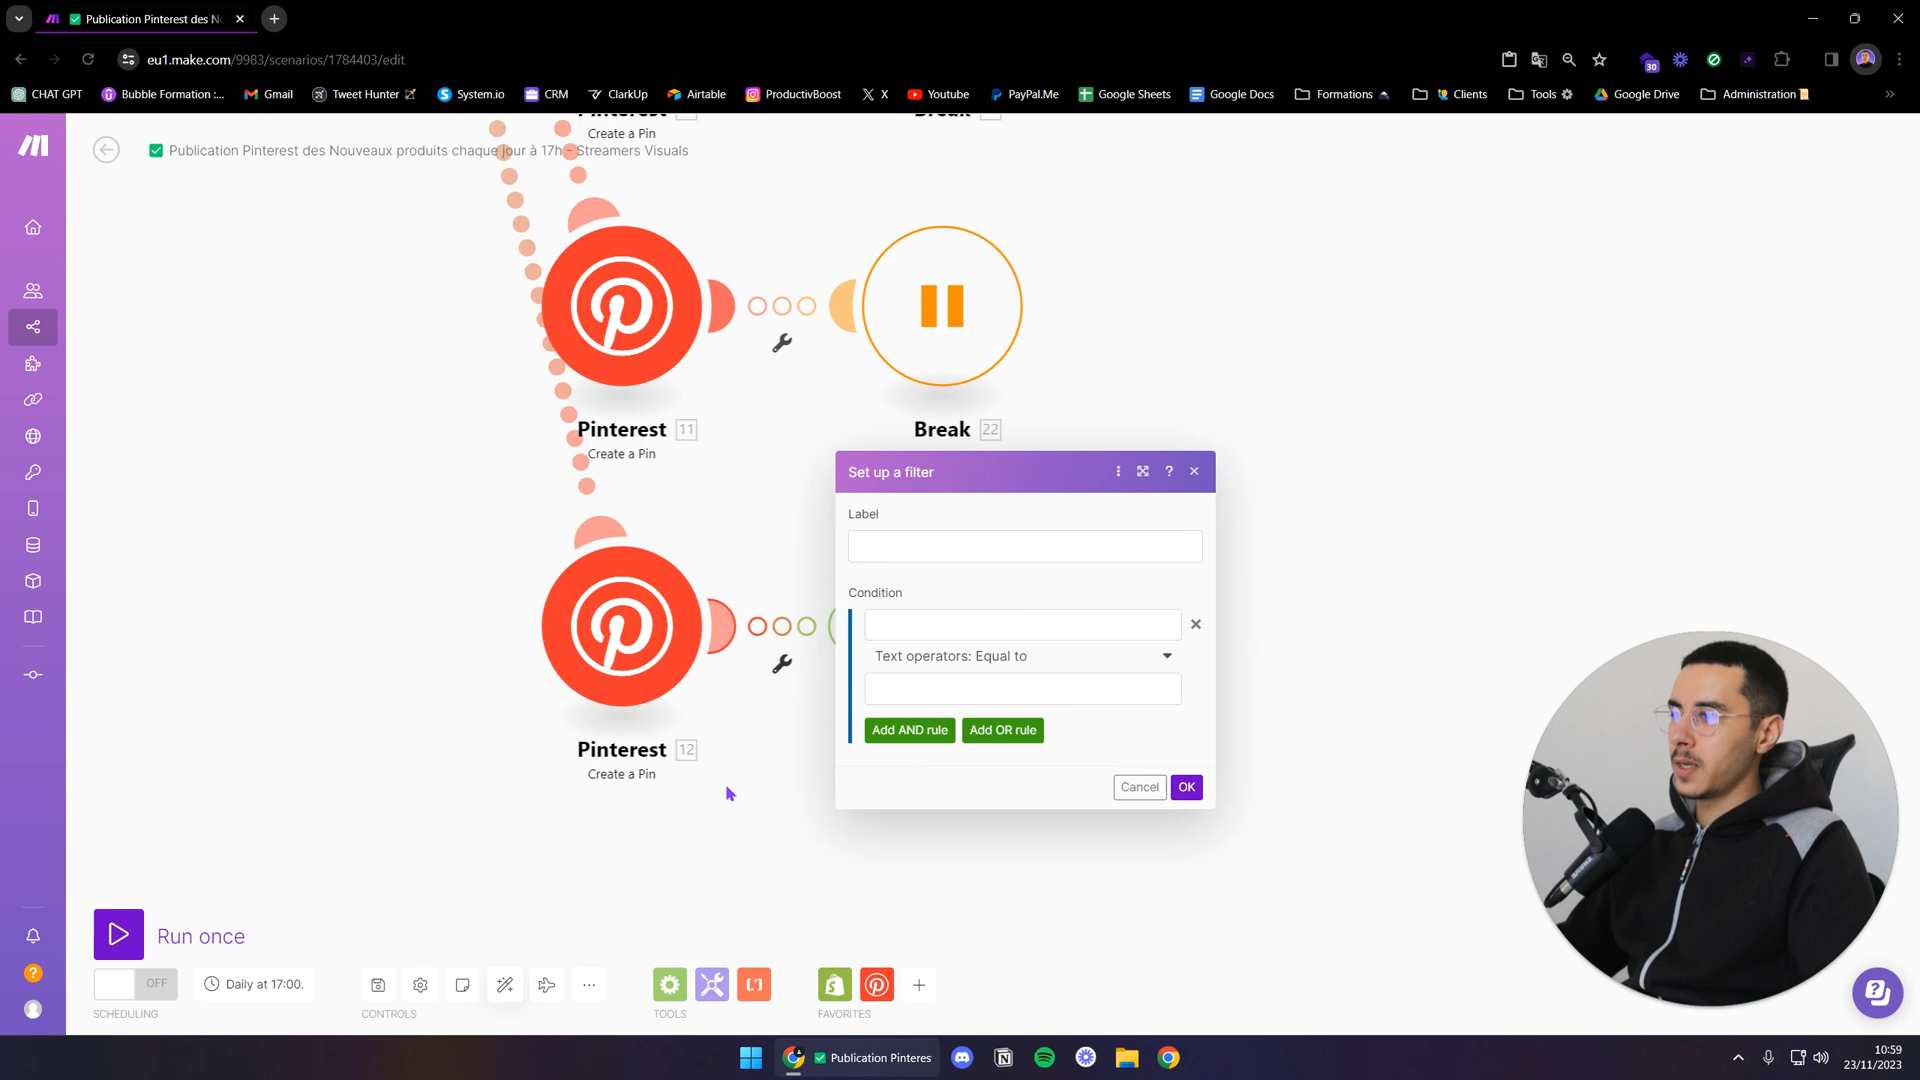 Publication Pinterest des N
eu1.make.com/9983/scenarios/1784403/edit
30
CHAT GPT
Bubble Formation :...
Gmail
Tweet Hunter
System.io
CRM
ClarkUp
Airtable
ProductivBoost
X
Youtube
PayPal.Me
Google Sheets
Google Docs
Formations
Clients
Tools
Google Drive
Administration
Create a Pin
Publication Pinterest des Nouveaux produits chaque jour à 17h - Streamers Visuals
Pinterest 11
Create a Pin
Break 22
Set up a filter
Label
Condition
Text operators: Equal to
Add AND rule
Add OR rule
Cancel
OK
Pinterest 12
Create a Pin
Run once
OFF
Daily at 17:00.
SCHEDULING
CONTROLS
TOOLS
FAVORITES
Publication Pinteres
10:59
23/11/2023